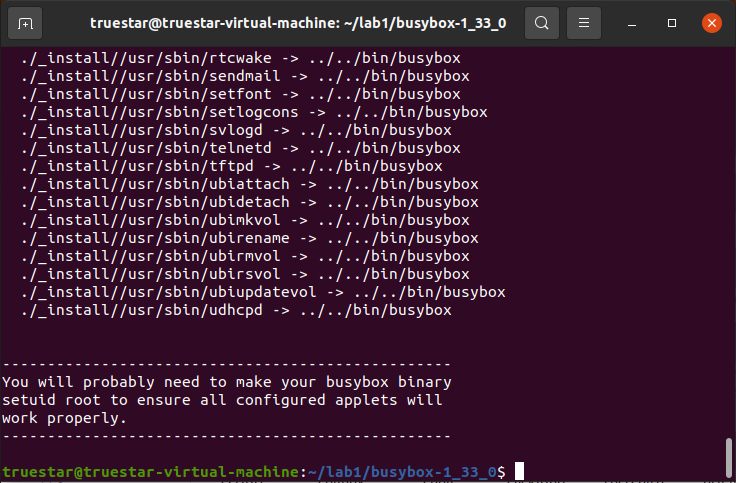 truestar@truestar-virtual-machine: ~/lab1/busybox-1_33_0
./_install//usr/sbin/rtcwake -> ../../bin/busybox
./_install//usr/sbin/sendmail -> ../../bin/busybox
./_install//usr/sbin/setfont -> ../../bin/busybox
./_install//usr/sbin/setlogcons -> ../../bin/busybox
./_install//usr/sbin/svlogd -> ../../bin/busybox
./_install//usr/sbin/telnetd -> ../../bin/busybox
./_install//usr/sbin/tftpd -> ../../bin/busybox
./_install//usr/sbin/ubiattach -> ../../bin/busybox
./_install//usr/sbin/ubidetach -> ../../bin/busybox
./_install//usr/sbin/ubimkvol -> ../../bin/busybox
./_install//usr/sbin/ubirename -> ../../bin/busybox
./_install//usr/sbin/ubirmvol -> ../../bin/busybox
./_install//usr/sbin/ubirsvol -> ../../bin/busybox
./_install//usr/sbin/ubiupdatevol -> ../../bin/busybox
./_install//usr/sbin/udhcpd -> ../../bin/busybox
--------------------------------------------------
You will probably need to make your busybox binary
setuid root to ensure all configured applets will
work properly.
--------------------------------------------------
truestar@truestar-virtual-machine:~/lab1/busybox-1_33_0$